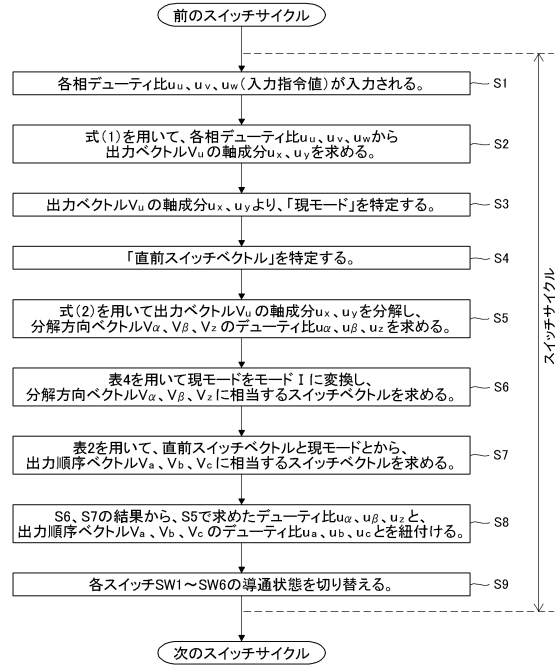 前のスイッチサイクル
各相デューティ比uu、uv、uw(入力指令値)が入力される。
S1
式(1)を用いて、各相デューティ比uu、uv、uwから
出力ベクトルVuの軸成分ux、uyを求める。
S2
出力ベクトルVuの軸成分ux、uyより、「現モード」を特定する。
S3
「直前スイッチベクトル」を特定する。
S4
式(2)を用いて出力ベクトルVuの軸成分ux、uyを分解し、
分解方向ベクトルVα、Vβ、Vzのデューティ比uα、uβ、uzを求める。
S5
表4を用いて現モードをモードⅠに変換し、
分解方向ベクトルVα、Vβ、Vzに相当するスイッチベクトルを求める。
S6
表2を用いて、直前スイッチベクトルと現モードとから、
出力順序ベクトルVa、Vb、Vcに相当するスイッチベクトルを求める。
S7
S6、S7の結果から、S5で求めたデューティ比uα、uβ、uzと、
出力順序ベクトルVa、Vb、Vcのデューティ比ua、ub、ucとを紐付ける。
S8
各スイッチSW1~SW6の導通状態を切り替える。
S9
次のスイッチサイクル
スイッチサイクル